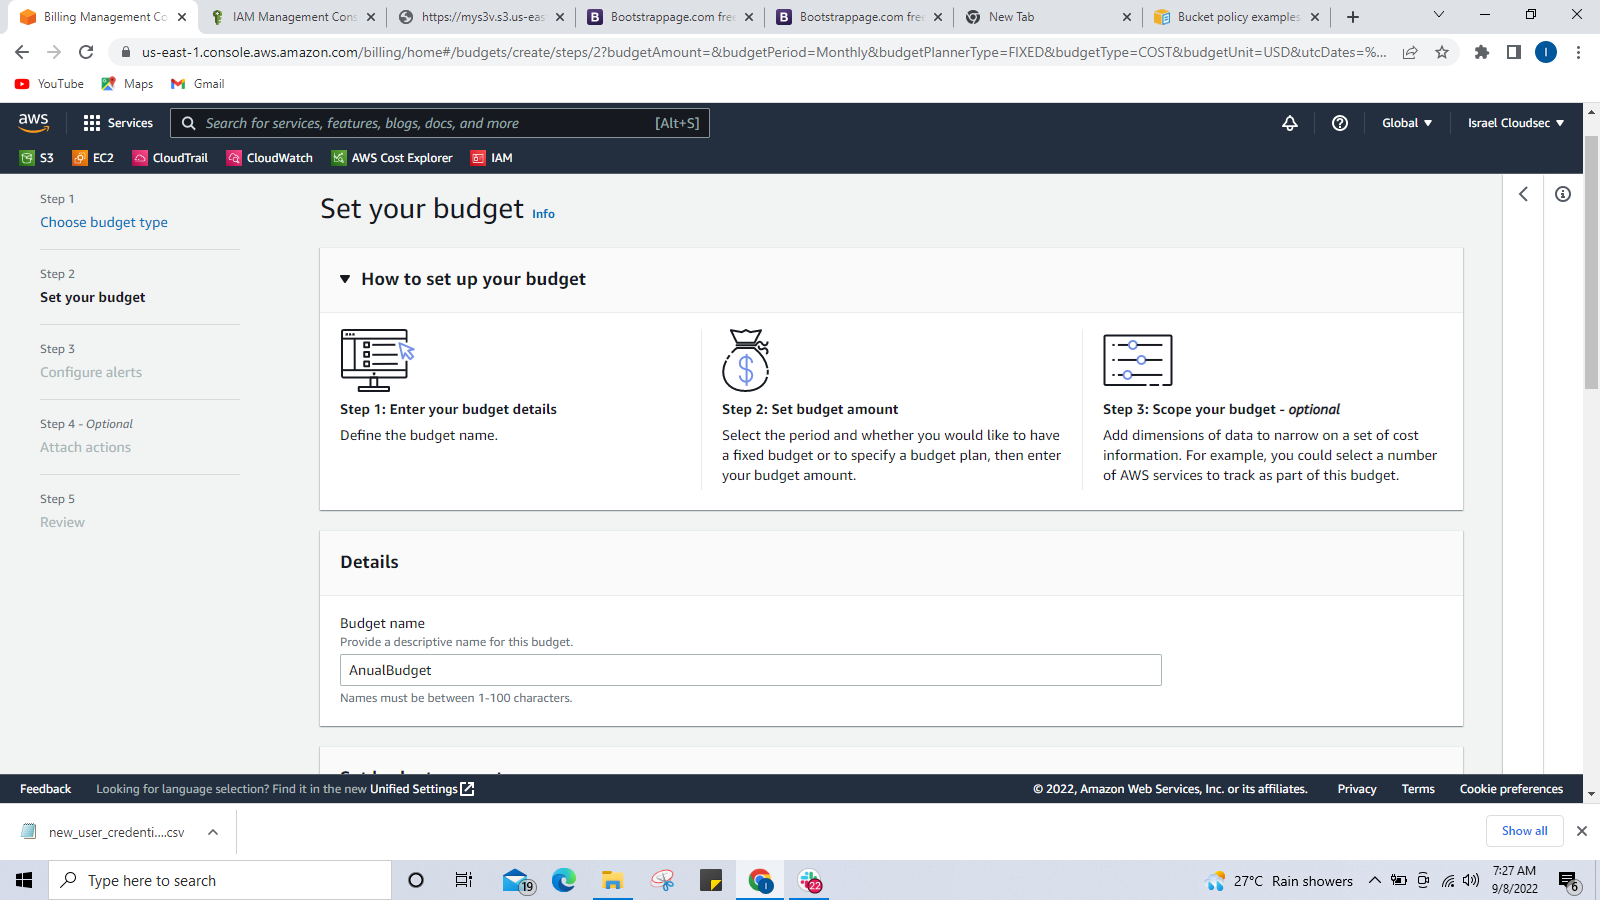 Billing Management Co
IAM Management Cons
https://mys3v.s3.us-eas
Bootstrappage.com free
Bootstrappage.com free
New Tab
Bucket policy examples
us-east-1.console.aws.amazon.com/billing/home#/budgets/create/steps/2?budgetAmount=&budgetPeriod=Monthly&budgetPlannerType=FIXED&budgetType=COST&budgetUnit=USD&utcDates=%...
I
YouTube
Maps
Gmail
aws
Services
Search for services, features, blogs, docs, and more
[Alt+S]
Global
Israel Cloudsec
S3
EC2
CloudTrail
CloudWatch
AWS Cost Explorer
IAM
Step 1
Choose budget type
Step 2
Set your budget
Step 3
Configure alerts
Step 4 - Optional
Attach actions
Step 5
Review
Set your budget Info
How to set up your budget
Step 1: Enter your budget details
Define the budget name.
Step 2: Set budget amount
Select the period and whether you would like to have
a fixed budget or to specify a budget plan, then enter
your budget amount.
Step 3: Scope your budget - optional
Add dimensions of data to narrow on a set of cost
information. For example, you could select a number
of AWS services to track as part of this budget.
Details
Budget name
Provide a descriptive name for this budget.
AnualBudget
Names must be between 1-100 characters.
Feedback
Looking for language selection? Find it in the new Unified Settings
© 2022, Amazon Web Services, Inc. or its affiliates.
Privacy
Terms
Cookie preferences
new_user_credenti....csv
Show all
Type here to search
19
22
27°C Rain showers
7:27 AM
9/8/2022
6